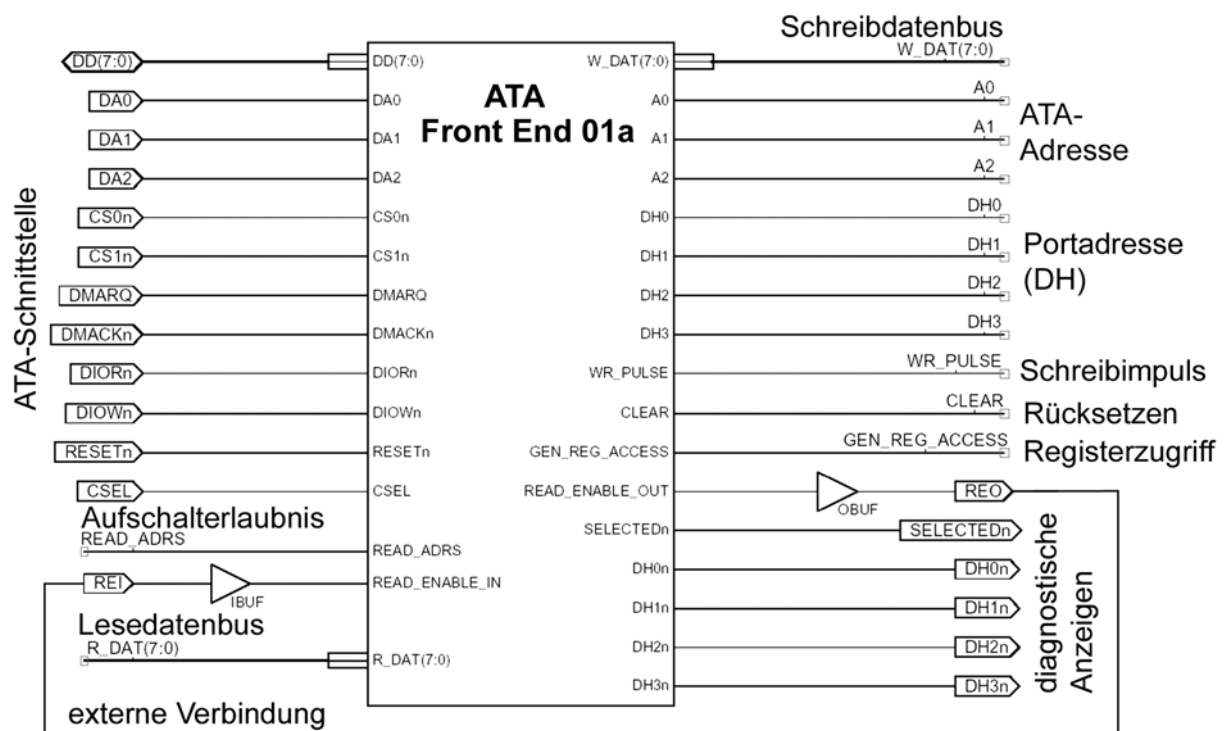 Schreibdatenbus
W_DAT(7:0)
DD(7:0)
DD(7:0)
W_DAT(7:0)
ATA
Front End 01a
DA0
DA0
A0
A0
ATA-
Adresse
DA1
DA1
A1
A1
DA2
DA2
A2
A2
CS0n
CS0n
DH0
DH0
Portadresse
(DH)
CS1n
CS1n
DH1
DH1
DMARQ
DMARQ
DH2
DH2
DMACKn
DMACKn
DH3
DH3
ATA-Schnittstelle
DIORn
DIORn
WR_PULSE
WR_PULSE
Schreibimpuls
DIOWn
DIOWn
CLEAR
CLEAR
Rücksetzen
RESETn
RESETn
GEN_REG_ACCESS
GEN_REG_ACCESS
Registerzugriff
CSEL
CSEL
READ_ENABLE_OUT
OBUF
REO
Aufschalterlaubnis
READ_ADRS
READ_ADRS
SELECTEDn
SELECTEDn
REI
IBUF
READ_ENABLE_IN
DH0n
DH0n
DH1n
DH1n
Lesedatenbus
R_DAT(7:0)
R_DAT(7:0)
DH2n
DH2n
DH3n
DH3n
diagnostische
Anzeigen
externe Verbindung